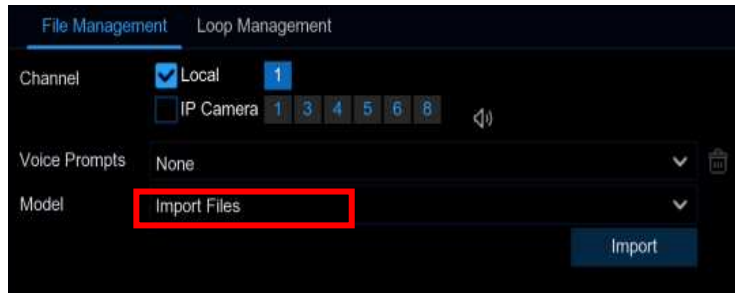 File Management Loop Management
Channel Local 1
IP Camera 1 3 4 5 6 8
Voice Prompts None
Model Import Files
Import